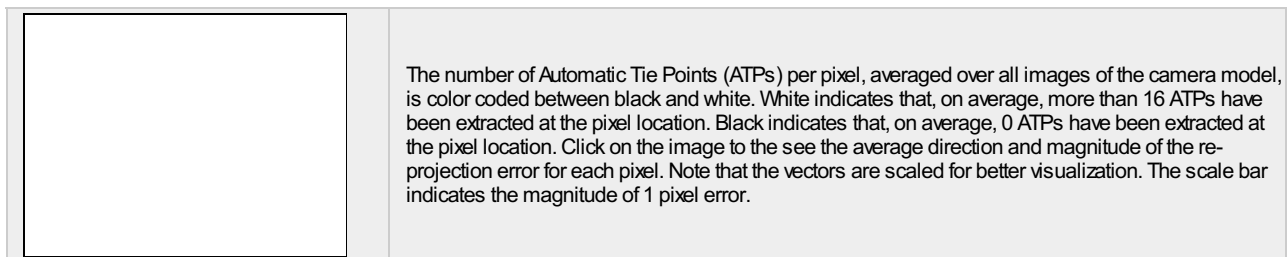 The number of Automatic Tie Points (ATPs) per pixel, averaged over all images of the camera model,
is color coded between black and white. White indicates that, on average, more than 16 ATPs have
been extracted at the pixel location. Black indicates that, on average, 0 ATPs have been extracted at
the pixel location. Click on the image to the see the average direction and magnitude of the re-
projection error for each pixel. Note that the vectors are scaled for better visualization. The scale bar
indicates the magnitude of 1 pixel error.